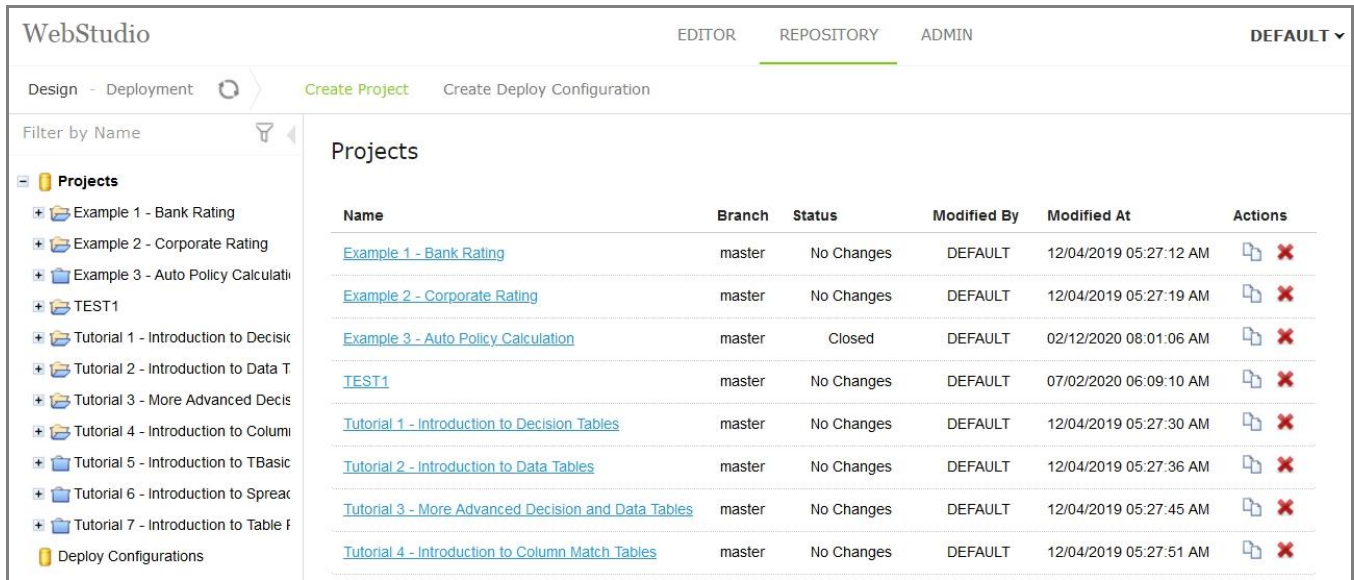 WebStudio
EDITOR REPOSITORY ADMIN
DEFAULT
Design - Deployment
Create Project Create Deploy Configuration
Filter by Name
Projects
Example 1 - Bank Rating
Example 2 - Corporate Rating
Example 3 - Auto Policy Calculati
TEST1
Tutorial 1 - Introduction to Decisic
Tutorial 2 - Introduction to Data T
Tutorial 3 - More Advanced Decis
Tutorial 4 - Introduction to Colum
Tutorial 5 - Introduction to TBasic
Tutorial 6 - Introduction to Spreac
Tutorial 7 - Introduction to Table F
Deploy Configurations
Projects
Name Branch Status Modified By Modified At Actions
Example 1 - Bank Rating master No Changes DEFAULT 12/04/2019 05:27:12 AM
Example 2 - Corporate Rating master No Changes DEFAULT 12/04/2019 05:27:19 AM
Example 3 - Auto Policy Calculation master Closed DEFAULT 02/12/2020 08:01:06 AM
TEST1 master No Changes DEFAULT 07/02/2020 06:09:10 AM
Tutorial 1 - Introduction to Decision Tables master No Changes DEFAULT 12/04/2019 05:27:30 AM
Tutorial 2 - Introduction to Data Tables master No Changes DEFAULT 12/04/2019 05:27:36 AM
Tutorial 3 - More Advanced Decision and Data Tables master No Changes DEFAULT 12/04/2019 05:27:45 AM
Tutorial 4 - Introduction to Column Match Tables master No Changes DEFAULT 12/04/2019 05:27:51 AM